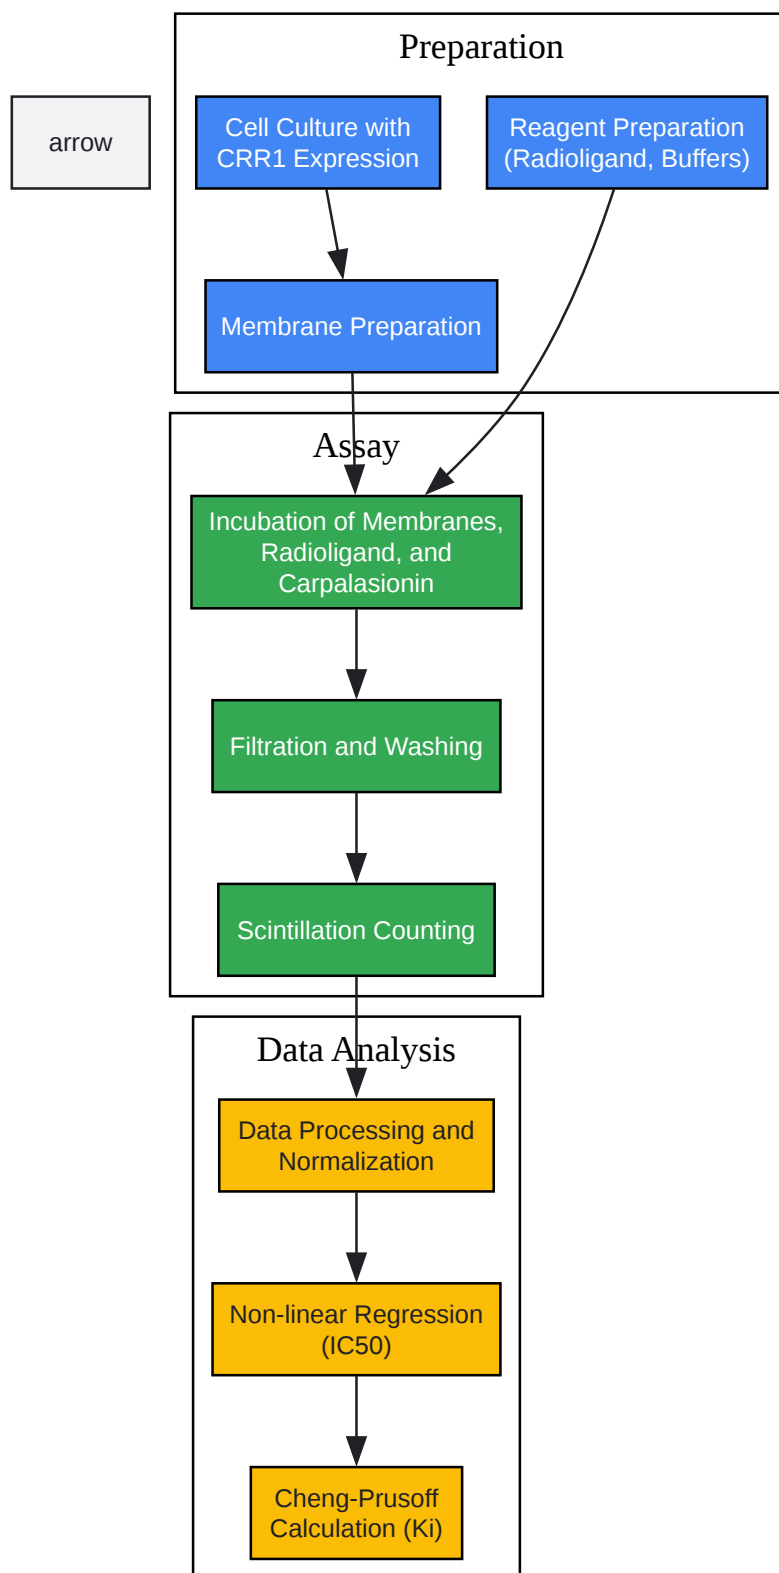 Preparation
arrow
Cell Culture with
CRR1 Expression
Reagent Preparation
(Radioligand, Buffers)
Membrane Preparation
Assay
Incubation of Membranes,
Radioligand, and
Carpalasionin
Filtration and Washing
Scintillation Counting
Data Analysis
Data Processing and
Normalization
Non-linear Regression
(IC50)
Cheng-Prusoff
Calculation (Ki)